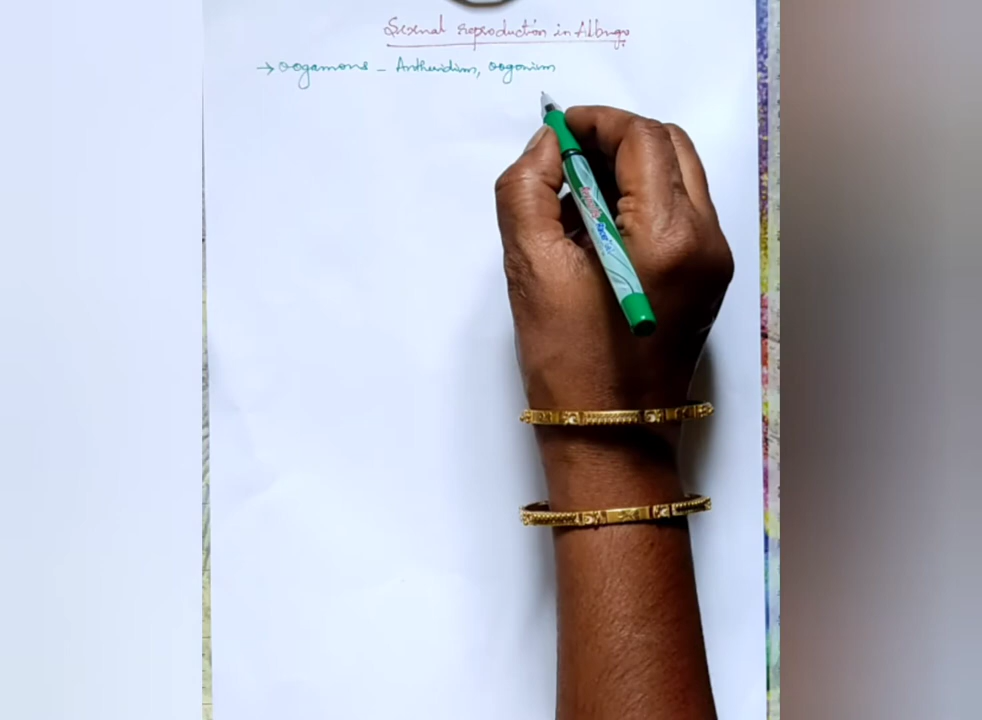 Sexual reproduction in Albugo
→ Oogamous - Antheridium, oogonium